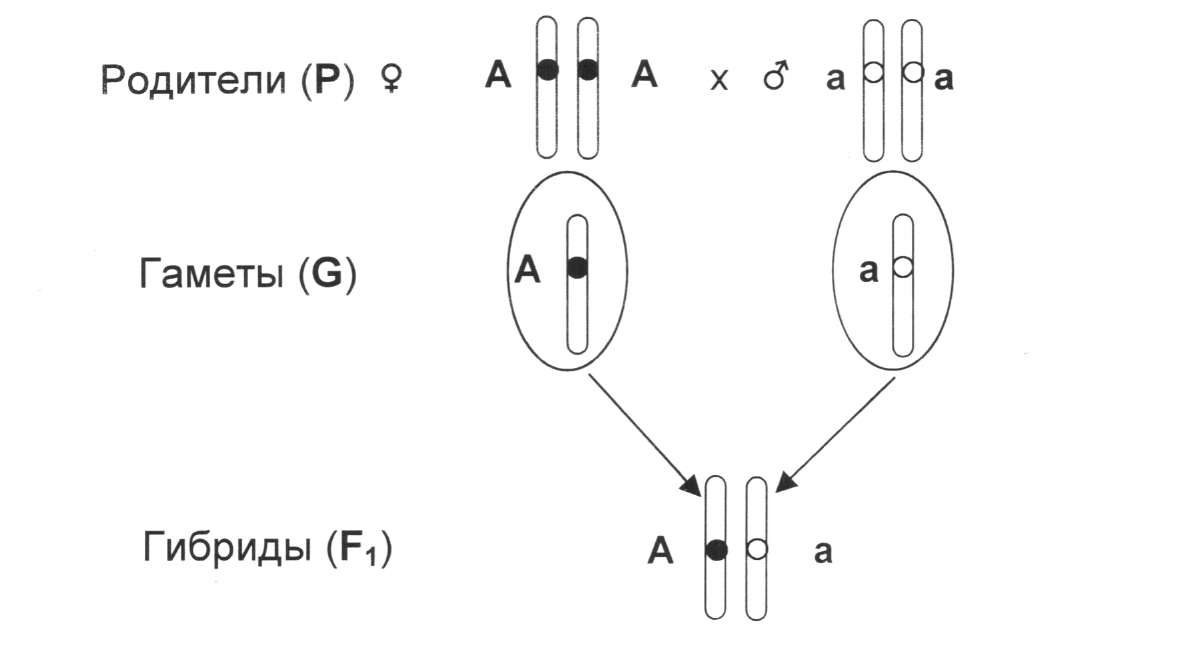 Родители (P) ♀ A A x ♂ a a
Гаметы (G) A a
Гибриды (F₁) A a